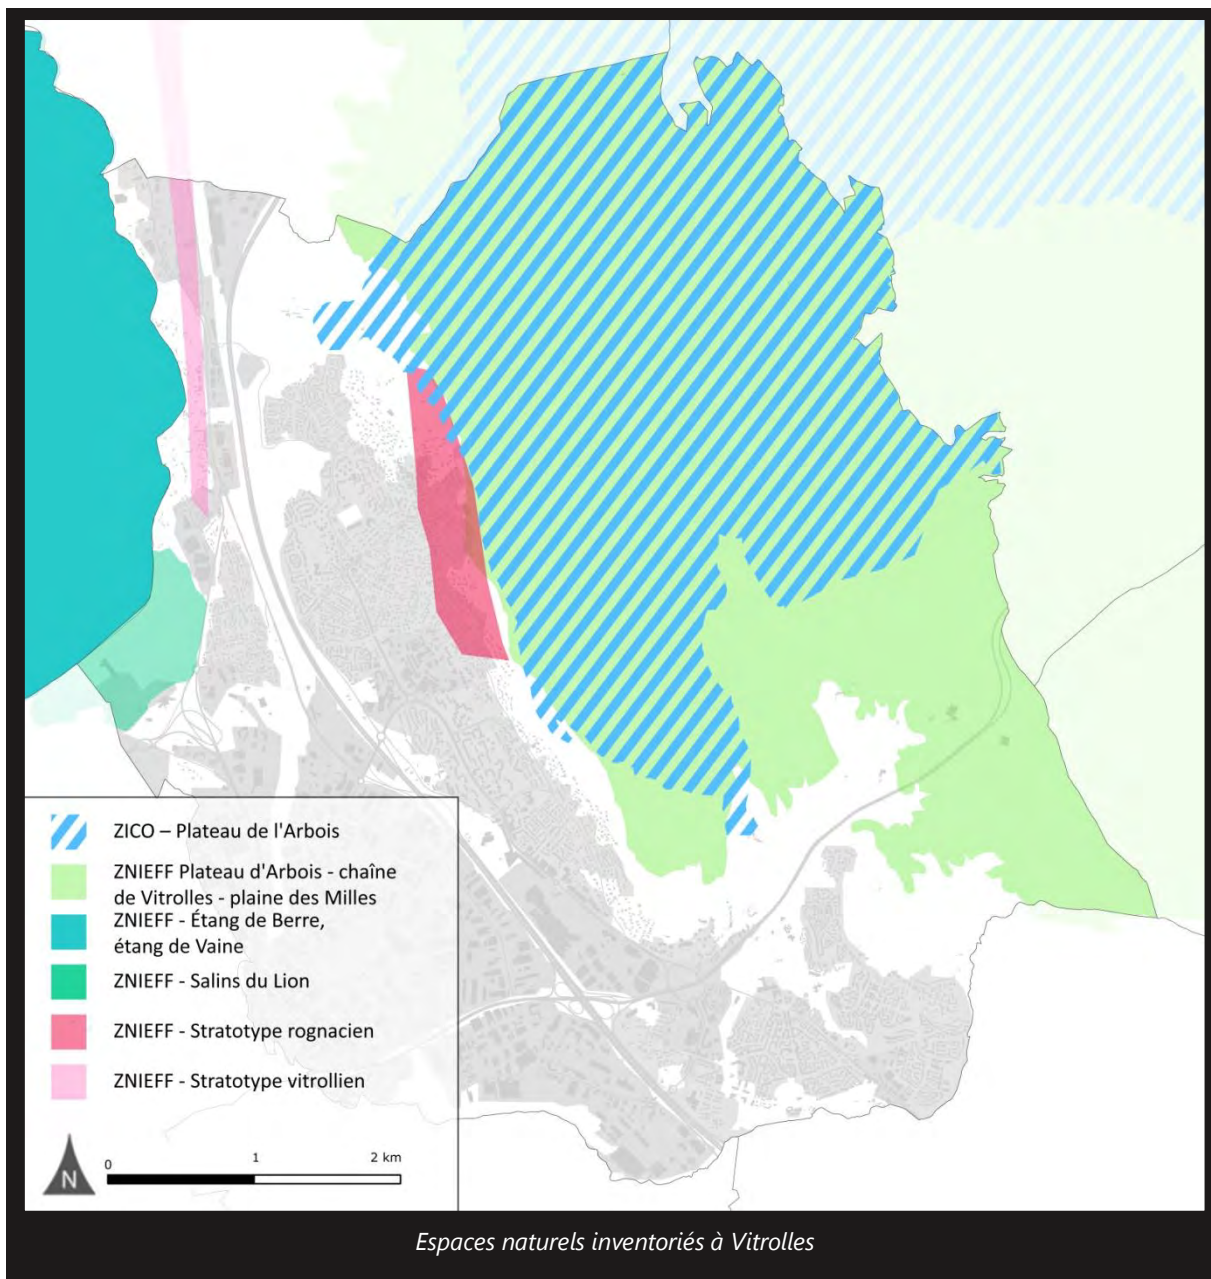 ZICO – Plateau de l'Arbois
ZNIEFF Plateau d'Arbois - chaîne
de Vitrolles - plaine des Milles
ZNIEFF - Étang de Berre,
étang de Vaine
ZNIEFF - Salins du Lion
ZNIEFF - Stratotype rognacien
ZNIEFF - Stratotype vitrollien
N
0 1 2 km
Espaces naturels inventoriés à Vitrolles